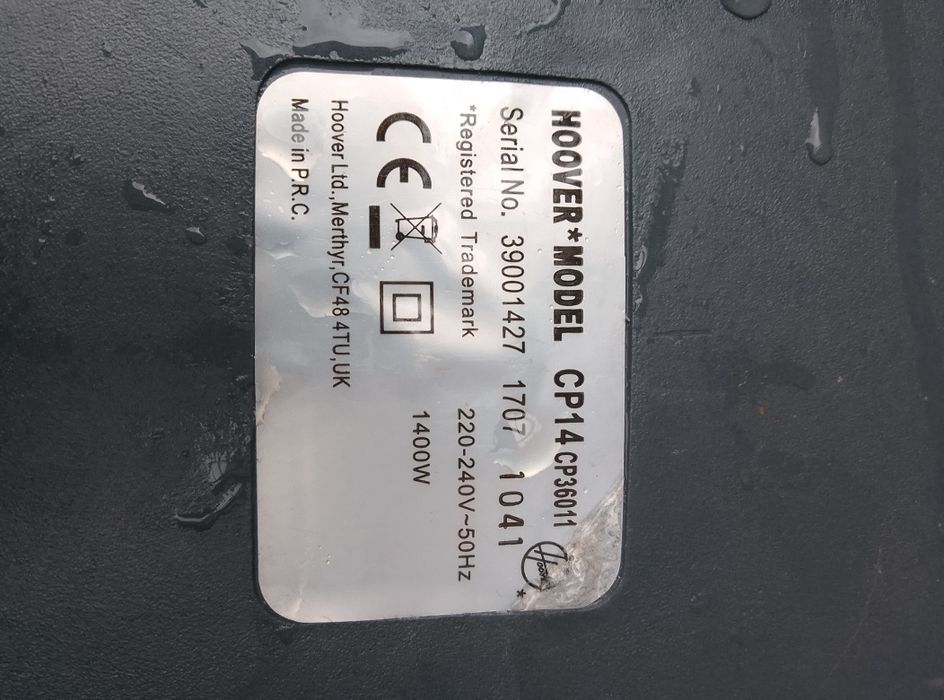 HOOVER*MODEL CP14 CP36011
Hoover*
Serial No. 39001427 1707 1041
*Registered Trademark 220-240V~50Hz
CE 1400W
Hoover Ltd.,Merthyr,CF48 4TU,UK
Made in P.R.C.